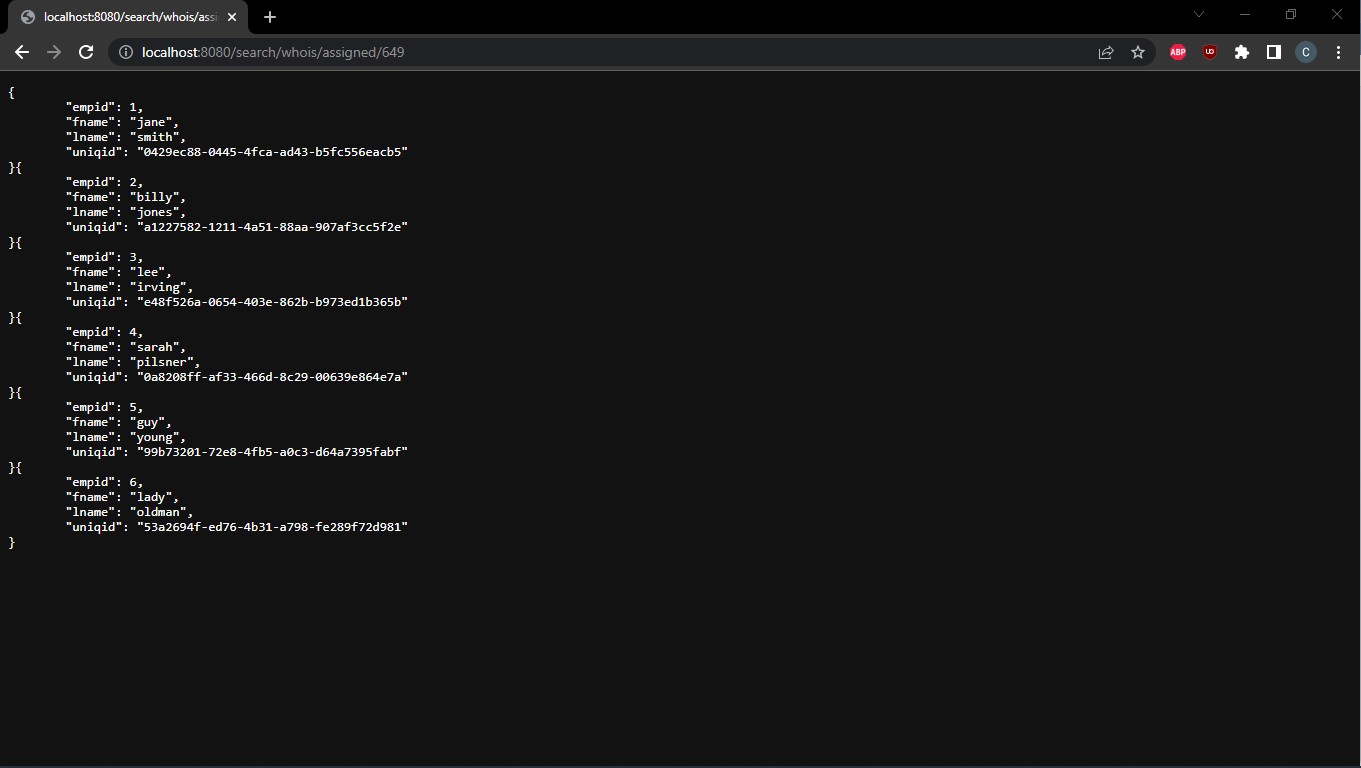 localhost:8080/search/whois/assi
localhost:8080/search/whois/assigned/649
ABP
UD
C
{
	"empid": 1,
	"fname": "jane",
	"lname": "smith",
	"uniqid": "0429ec88-0445-4fca-ad43-b5fc556eacb5"
}{
	"empid": 2,
	"fname": "billy",
	"lname": "jones",
	"uniqid": "a1227582-1211-4a51-88aa-907af3cc5f2e"
}{
	"empid": 3,
	"fname": "lee",
	"lname": "irving",
	"uniqid": "e48f526a-0654-403e-862b-b973ed1b365b"
}{
	"empid": 4,
	"fname": "sarah",
	"lname": "pilsner",
	"uniqid": "0a8208ff-af33-466d-8c29-00639e864e7a"
}{
	"empid": 5,
	"fname": "guy",
	"lname": "young",
	"uniqid": "99b73201-72e8-4fb5-a0c3-d64a7395fabf"
}{
	"empid": 6,
	"fname": "lady",
	"lname": "oldman",
	"uniqid": "53a2694f-ed76-4b31-a798-fe289f72d981"
}